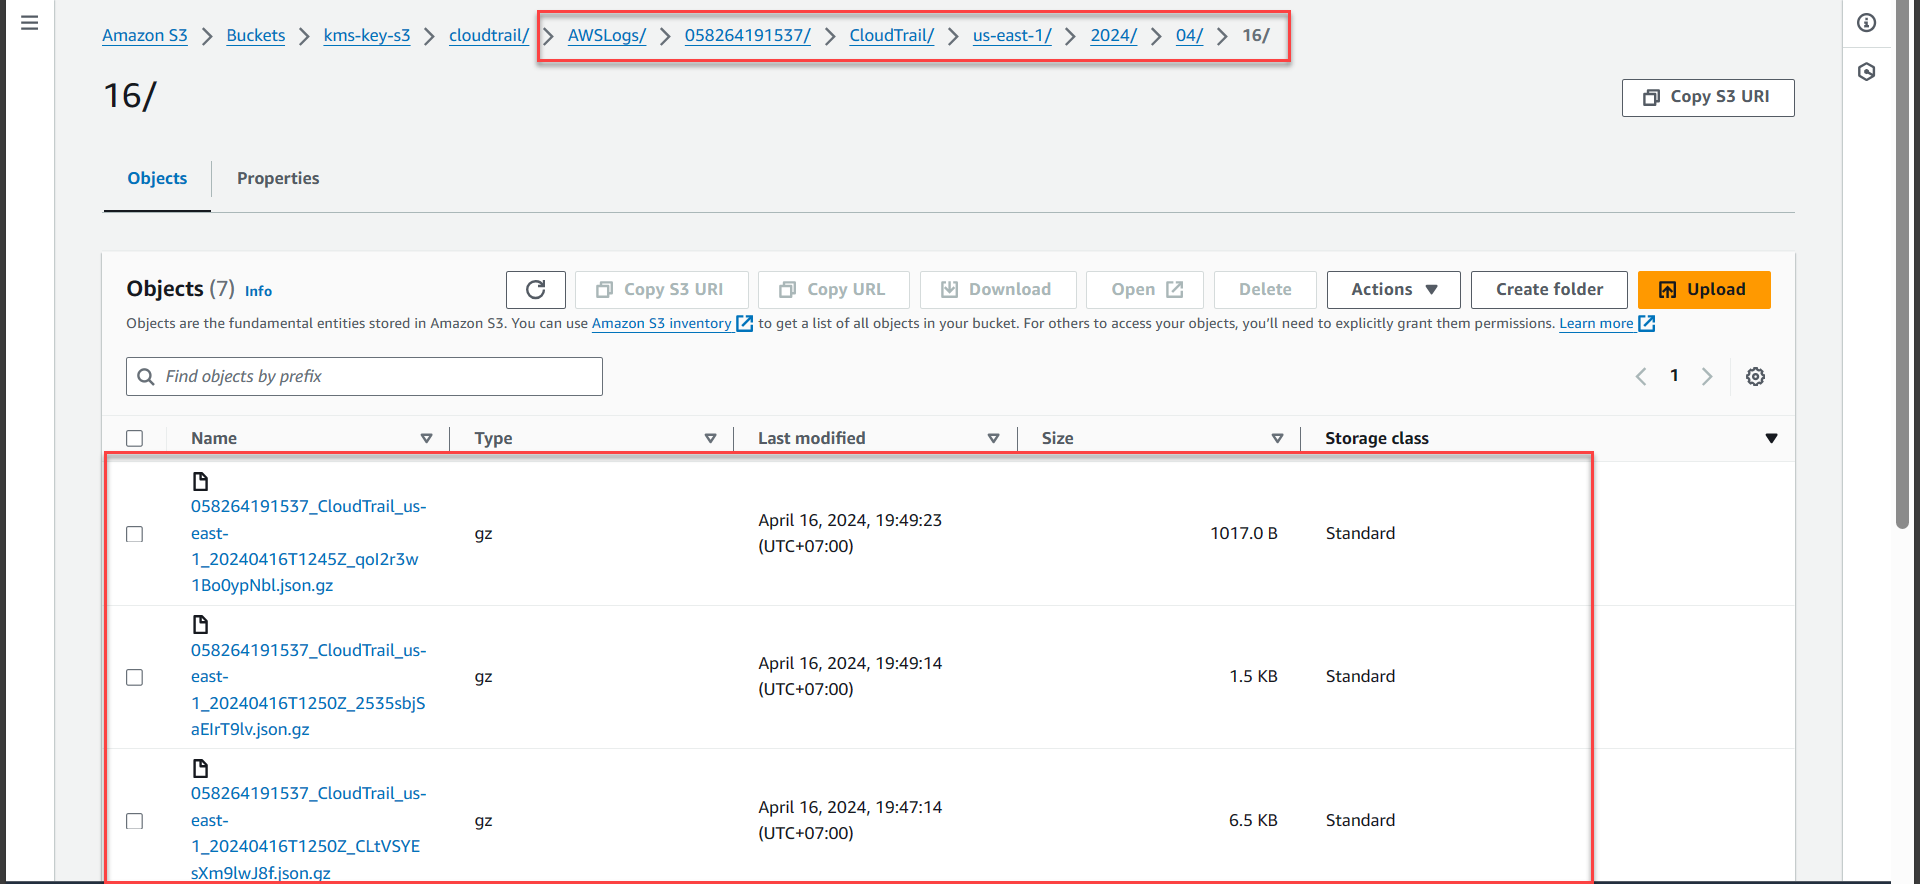 Amazon S3 > Buckets > kms-key-s3 > cloudtrail/ > AWSLogs/ > 058264191537/ > CloudTrail/ > us-east-1/ > 2024/ > 04/ > 16/
16/
Copy S3 URI
Objects
Properties
Objects (7) Info
Copy S3 URI
Copy URL
Download
Open
Delete
Actions
Create folder
Upload
Objects are the fundamental entities stored in Amazon S3. You can use Amazon S3 inventory to get a list of all objects in your bucket. For others to access your objects, you'll need to explicitly grant them permissions. Learn more
Find objects by prefix
1
Name Type Last modified Size Storage class
058264191537_CloudTrail_us-
east-
1_20240416T1245Z_qoI2r3w
1Bo0ypNbl.json.gz
gz
April 16, 2024, 19:49:23
(UTC+07:00)
1017.0 B
Standard
058264191537_CloudTrail_us-
east-
1_20240416T1250Z_2535sbjS
aEIrT9lv.json.gz
gz
April 16, 2024, 19:49:14
(UTC+07:00)
1.5 KB
Standard
058264191537_CloudTrail_us-
east-
1_20240416T1250Z_CLtVSYE
sXm9lwJ8f.json.gz
gz
April 16, 2024, 19:47:14
(UTC+07:00)
6.5 KB
Standard